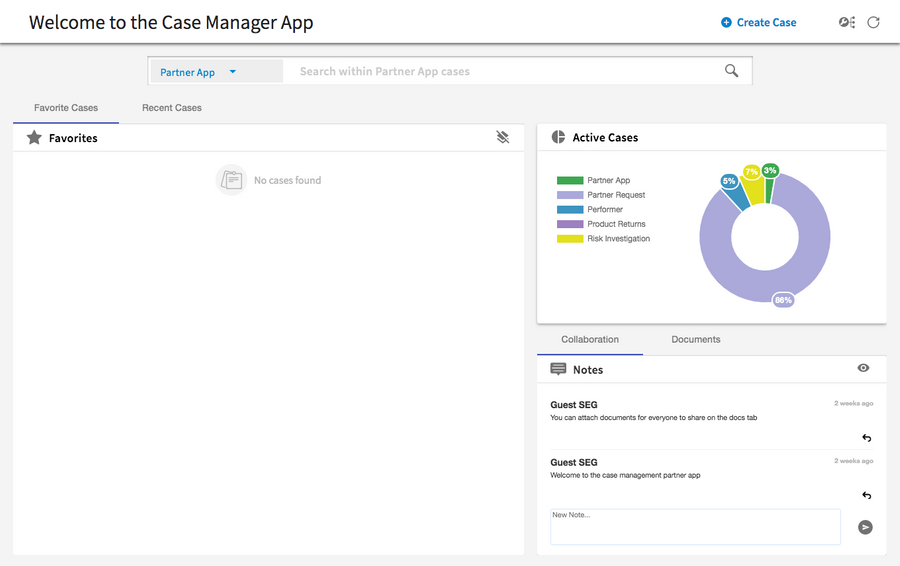 Welcome to the Case Manager App
Create Case
Partner App
Search within Partner App cases
Favorite Cases
Recent Cases
Favorites
No cases found
Active Cases
Partner App
Partner Request
Performer
Product Returns
Risk Investigation
5%
7%
3%
86%
Collaboration
Documents
Notes
Guest SEG
2 weeks ago
You can attach documents for everyone to share on the docs tab
Guest SEG
2 weeks ago
Welcome to the case management partner app
New Note...